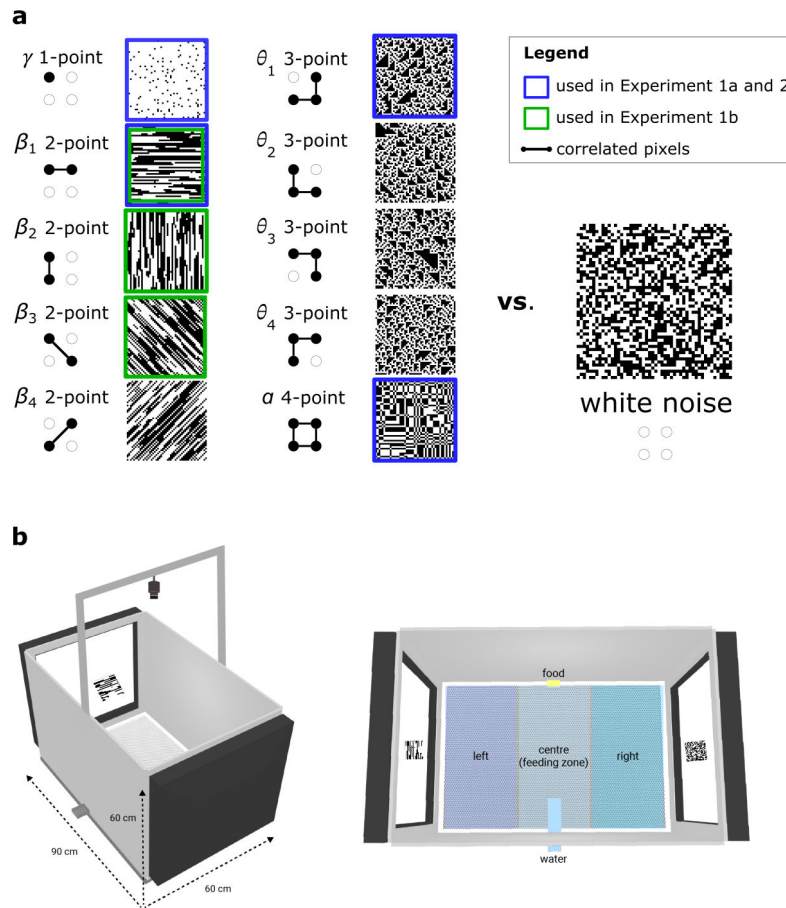 a
γ 1-point
β1 2-point
β2 2-point
β3 2-point
β4 2-point
θ1 3-point
θ2 3-point
θ3 3-point
θ4 3-point
α 4-point
Legend
used in Experiment 1a and 2
used in Experiment 1b
correlated pixels
vs.
white noise
b
60 cm
90 cm
60 cm
food
left
centre
(feeding zone)
right
water